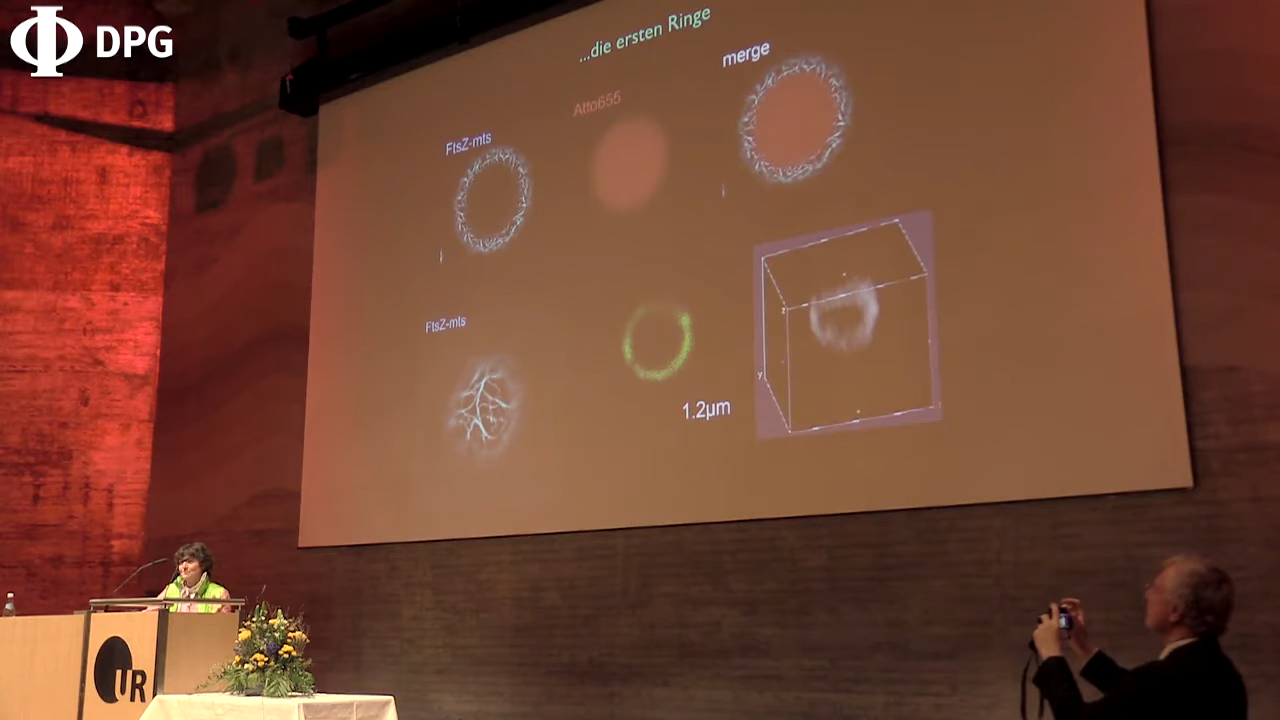 DPG
...die ersten Ringe
merge
Atto655
FtsZ-mts
FtsZ-mts
1.2µm
z
y
UR